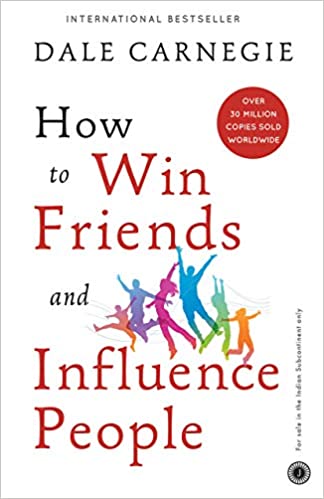 INTERNATIONAL BESTSELLER
DALE CARNEGIE
OVER
30 MILLION
COPIES SOLD
WORLDWIDE
How
to Win
Friends
and
Influence
People
For sale in the Indian Subcontinent only
J